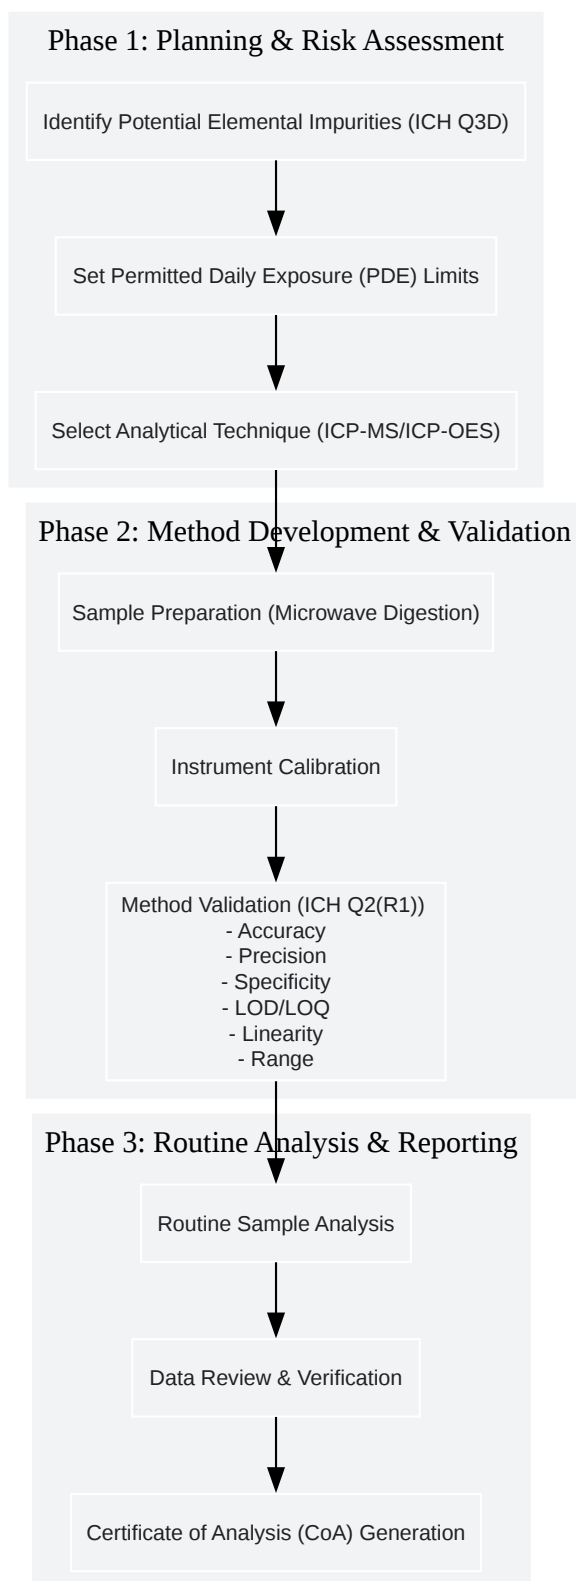 Phase 1: Planning & Risk Assessment
Identify Potential Elemental Impurities (ICH Q3D)
Set Permitted Daily Exposure (PDE) Limits
Select Analytical Technique (ICP-MS/ICP-OES)
Phase 2: Method Development & Validation
Sample Preparation (Microwave Digestion)
Instrument Calibration
Method Validation (ICH Q2(R1))
- Accuracy
- Precision
- Specificity
- LOD/LOQ
- Linearity
- Range
Phase 3: Routine Analysis & Reporting
Routine Sample Analysis
Data Review & Verification
Certificate of Analysis (CoA) Generation